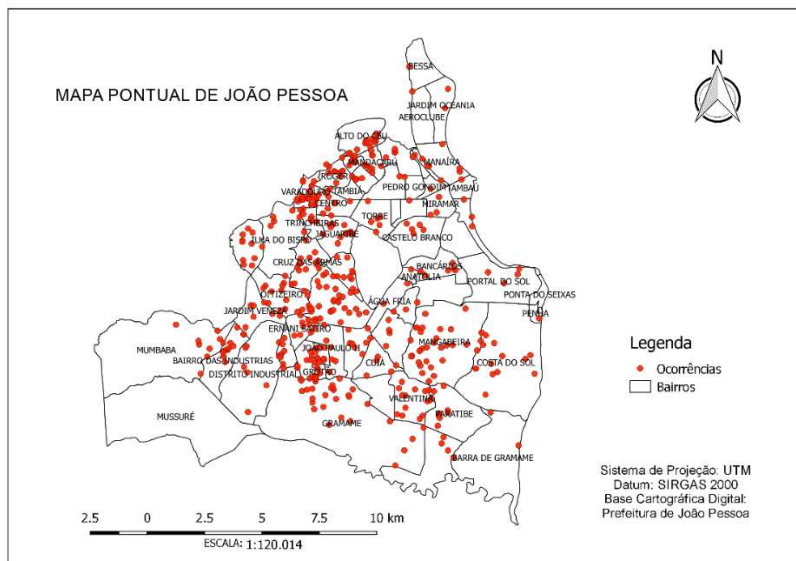 MAPA PONTUAL DE JOÃO PESSOA
N
BESSA
JARDIM OCEANIA
AEROCLUBE
ALTO DO CÉU
MANDACARU
MANAÍRA
RÓGER
PEDRO GONDIM
TAMBAÚ
VARADOURO
TAMBIÁ
CENTRO
MIRAMAR
TORRE
TRINCHEIRAS
JAGUARIBE
CASTELO BRANCO
ILHA DO BISPO
CRUZ DAS ARMAS
BANCÁRIOS
ANATOLIA
PORTAL DO SOL
OITIZEIRO
PONTA DO SEIXAS
ÁGUA FRIA
JARDIM VENEZA
PENHA
ERNANI SATIRO
MUMBABA
JOÃO PAULO II
MANGABEIRA
BAIRRO DAS INDUSTRIAS
CUIÁ
COSTA DO SOL
DISTRITO INDUSTRIAL
GROTÃO
VALENTINA
MUSSURÉ
PARATIBE
GRAMAME
BARRA DE GRAMAME
Legenda
Ocorrências
Bairros
Sistema de Projeção: UTM
Datum: SIRGAS 2000
Base Cartográfica Digital:
Prefeitura de João Pessoa
2.5 0 2.5 5 7.5 10 km
ESCALA: 1:120.014